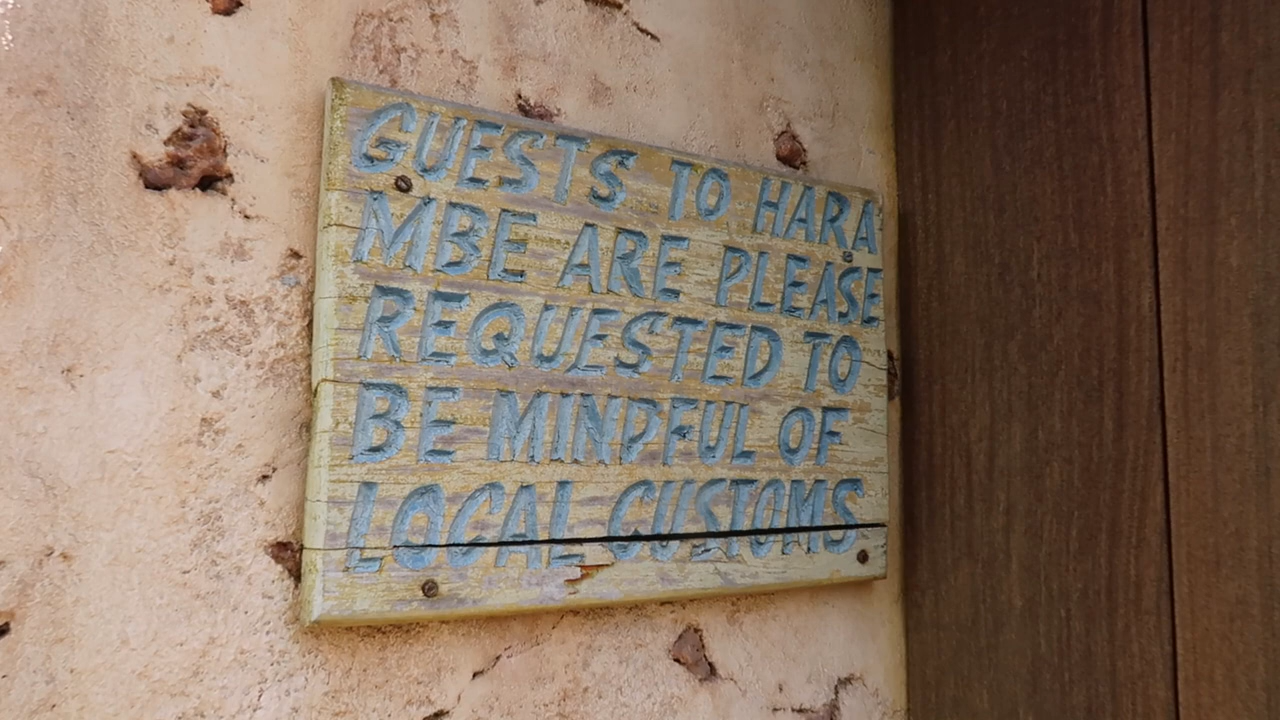 GUESTS TO HARA
MBE ARE PLEASE
REQUESTED TO
BE MINDFUL OF
LOCAL CUSTOMS